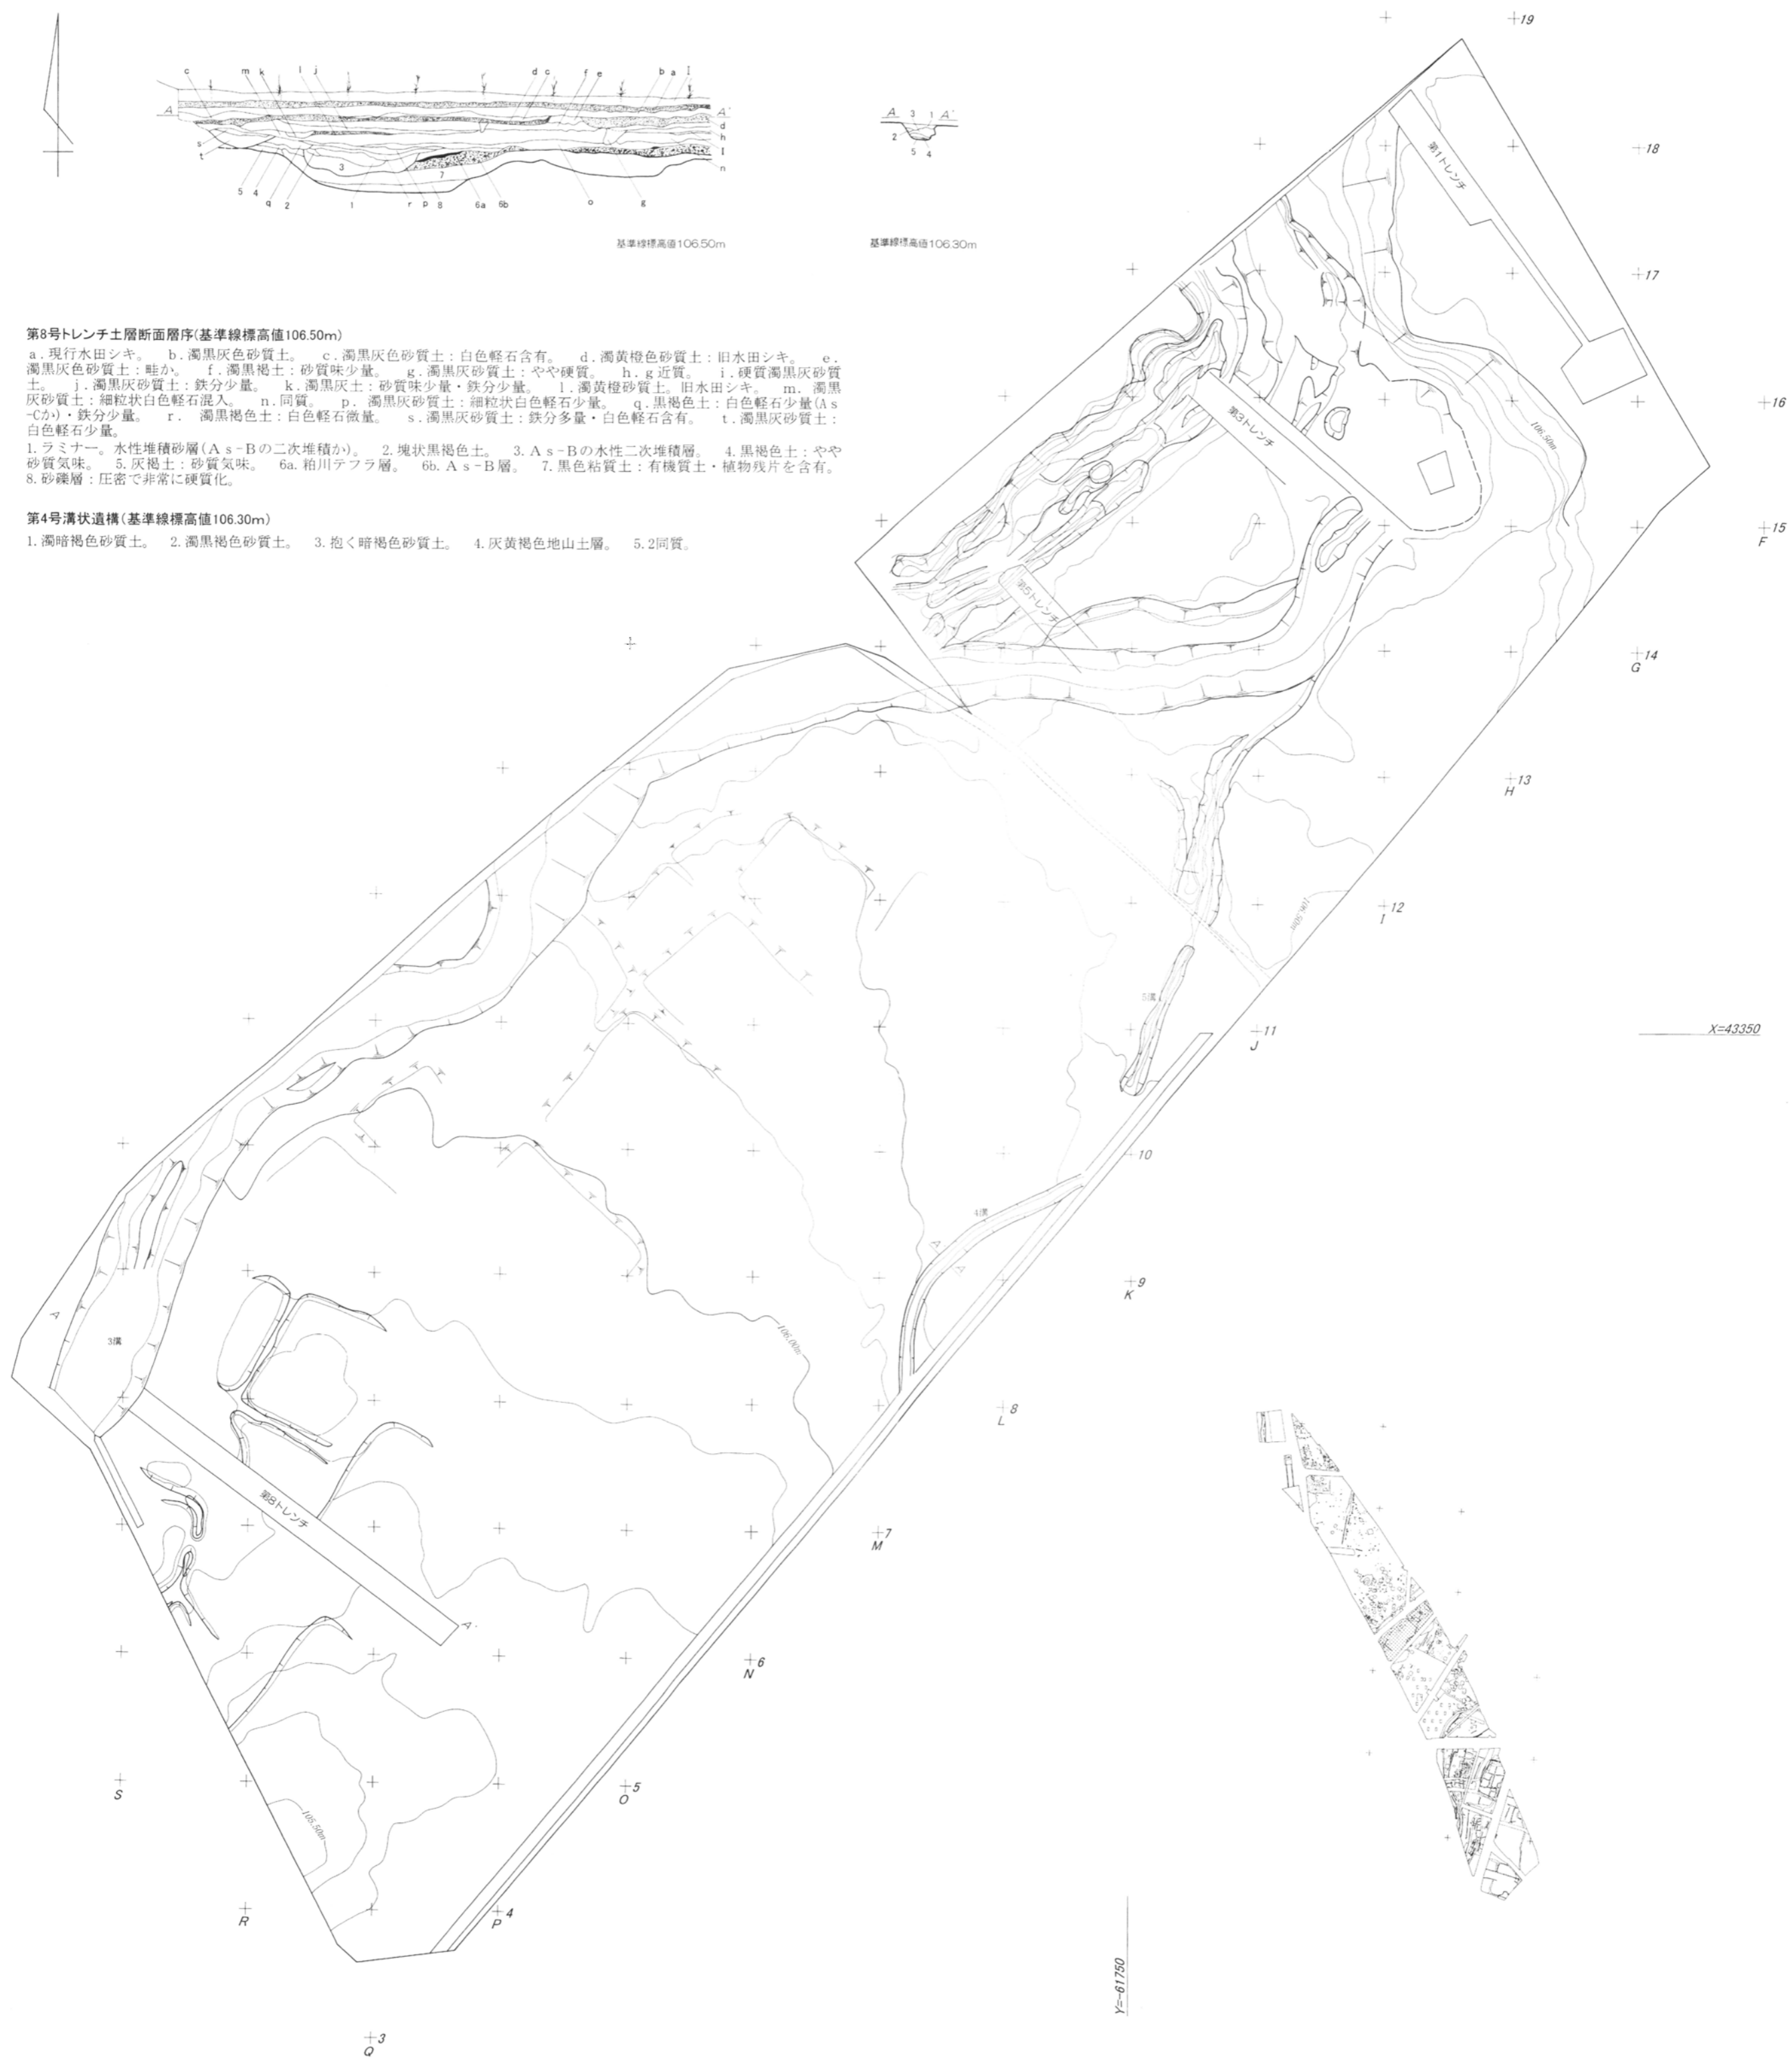 c m k l j d c f e b a I
A A′
d
h
I
n
s
t
3
7
5 4 q 2 1 r p 8 6a 6b o g
基準線標高値106.50m
A 3 1 A′
2
5 4
基準線標高値106.30m
第8号トレンチ土層断面層序(基準線標高値106.50m)
a.現行水田シキ。 b.濁黒灰色砂質土。 c.濁黒灰色砂質土:白色軽石含有。 d.濁黄橙色砂質土:旧水田シキ。 e.
濁黒灰色砂質土:畦か。 f.濁黒褐土:砂質味少量。 g.濁黒灰砂質土:やや硬質。 h.g近質。 i.硬質濁黒灰砂質
土。 j.濁黒灰砂質土:鉄分少量。 k.濁黒灰土:砂質味少量・鉄分少量。 l.濁黄橙砂質土。旧水田シキ。 m.濁黒
灰砂質土:細粒状白色軽石混入。 n.同質。 p.濁黒灰砂質土:細粒状白色軽石少量。 q.黒褐色土:白色軽石少量(As
-Cか)・鉄分少量。 r.濁黒褐色土:白色軽石微量。 s.濁黒灰砂質土:鉄分多量・白色軽石含有。 t.濁黒灰砂質土:
白色軽石少量。
1.ラミナー。水性堆積砂層(As-Bの二次堆積か)。 2.塊状黒褐色土。 3.As-Bの水性二次堆積層。 4.黒褐色土:やや
砂質気味。 5.灰褐土:砂質気味。 6a.粕川テフラ層。 6b.As-B層。 7.黒色粘質土:有機質土・植物残片を含有。
8.砂礫層:圧密で非常に硬質化。
第4号溝状遺構(基準線標高値106.30m)
1.濁暗褐色砂質土。 2.濁黒褐色砂質土。 3.抱く暗褐色砂質土。 4.灰黄褐色地山土層。 5.2同質。
19
第1トレンチ
18
17
16
第3トレンチ
106.50m
15
F
第5トレンチ
14
G
13
H
12
I
106.50m
5溝
11
J
X=43350
10
4溝
A
A′
9
K
A
3溝
106.00m
8
L
第8トレンチ
7
M
A′
6
N
S
5
O
105.50m
R
4
P
Y=-61750
3
Q